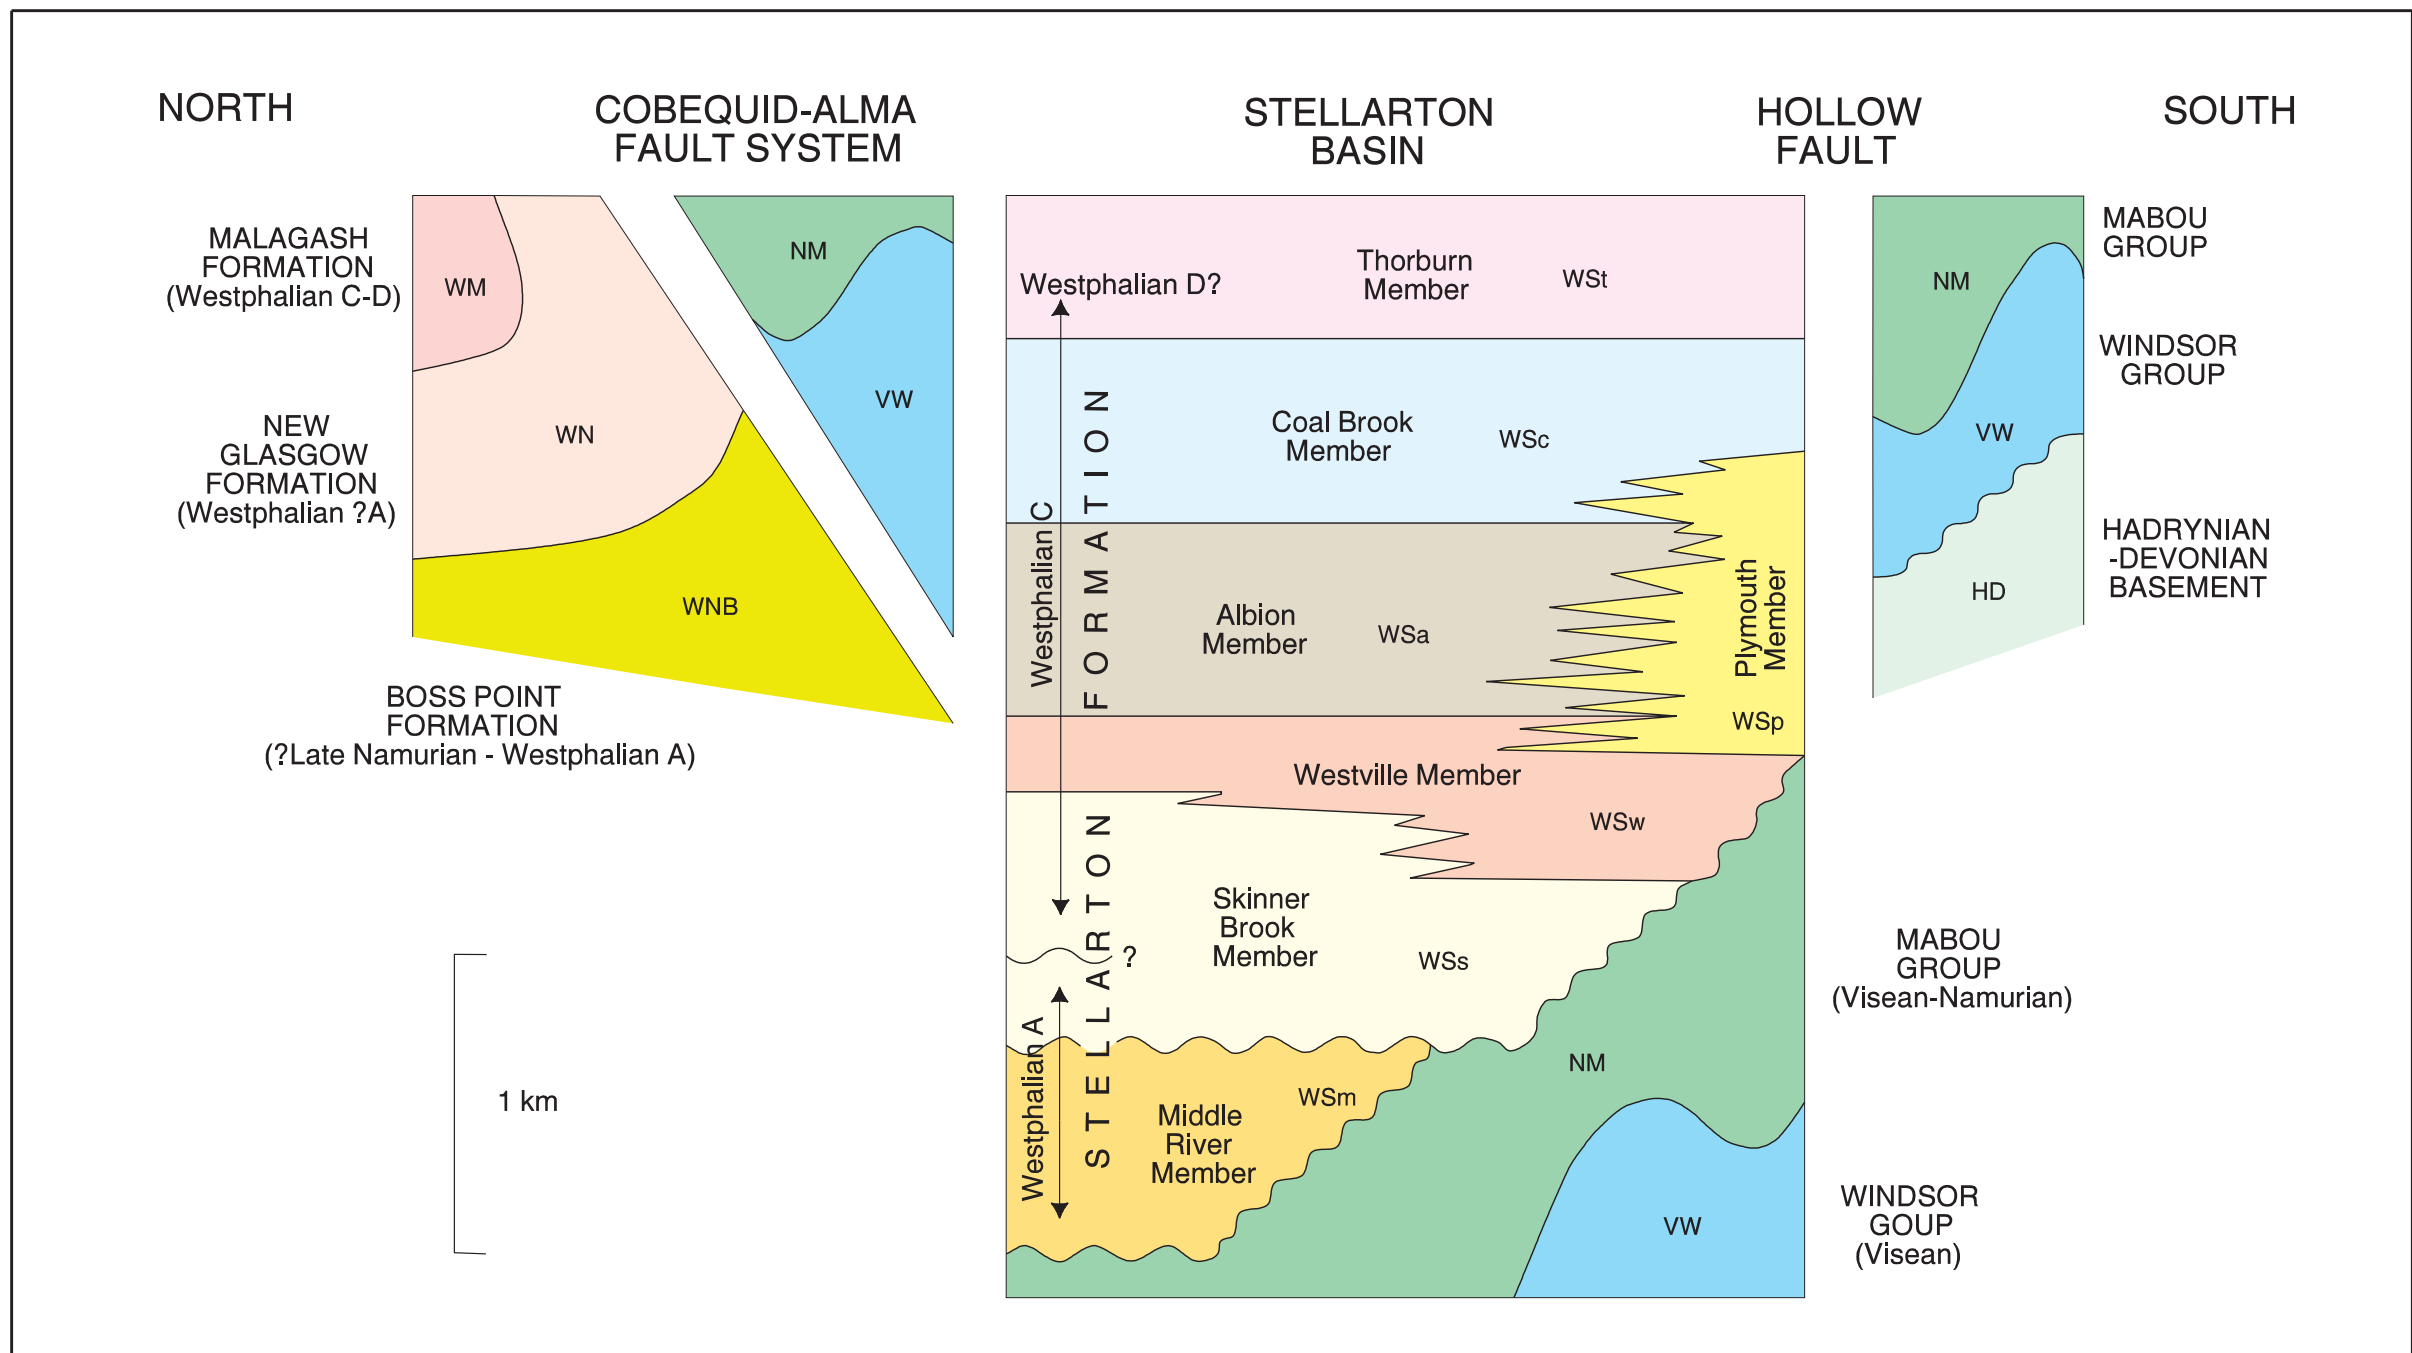 NORTH
COBEQUID-ALMA
FAULT SYSTEM
STELLARTON
BASIN
HOLLOW
FAULT
SOUTH
MALAGASH
FORMATION
(Westphalian C-D)
NEW
GLASGOW
FORMATION
(Westphalian ?A)
BOSS POINT
FORMATION
(?Late Namurian - Westphalian A)
WM
WN
WNB
NM
VW
Westphalian D?
Thorburn
Member
WSt
Coal Brook
Member
WSc
Westphalian C
Albion
Member
WSa
Plymouth
Member
WSp
Westville Member
WSw
Skinner
Brook
Member
WSs
?
Westphalian A
STELLARTON FORMATION
WSm
Middle
River
Member
NM
VW
NM
VW
HD
MABOU
GROUP
WINDSOR
GROUP
HADRYNIAN
-DEVONIAN
BASEMENT
MABOU
GROUP
(Visean-Namurian)
WINDSOR
GOUP
(Visean)
1 km